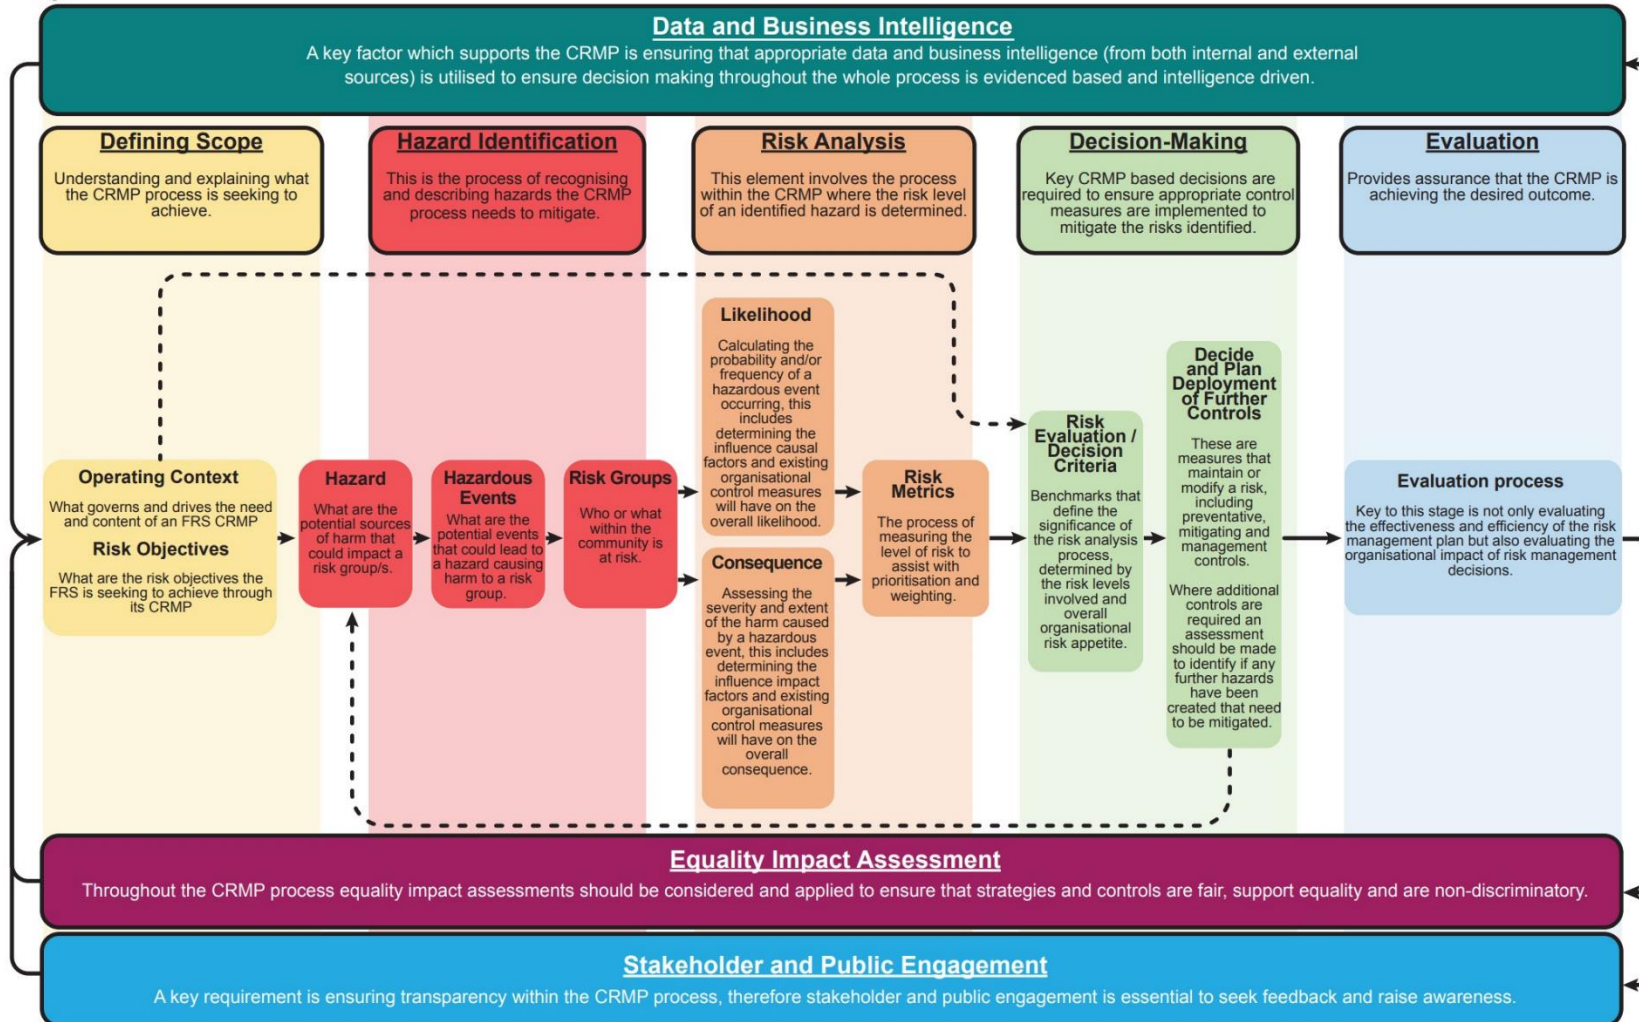 Data and Business Intelligence
A key factor which supports the CRMP is ensuring that appropriate data and business intelligence (from both internal and external
sources) is utilised to ensure decision making throughout the whole process is evidenced based and intelligence driven.
Defining Scope
Understanding and explaining what
the CRMP process is seeking to
achieve.
Hazard Identification
This is the process of recognising
and describing hazards the CRMP
process needs to mitigate.
Risk Analysis
This element involves the process
within the CRMP where the risk level
of an identified hazard is determined.
Decision-Making
Key CRMP based decisions are
required to ensure appropriate control
measures are implemented to
mitigate the risks identified.
Evaluation
Provides assurance that the CRMP is
achieving the desired outcome.
Operating Context
What governs and drives the need
and content of an FRS CRMP
Risk Objectives
What are the risk objectives the
FRS is seeking to achieve through
its CRMP
Hazard
What are the
potential sources
of harm that
could impact a
risk group/s.
Hazardous
Events
What are the
potential events
that could lead to
a hazard causing
harm to a risk
group.
Risk Groups
Who or what
within the
community is
at risk.
Likelihood
Calculating the
probability and/or
frequency of a
hazardous event
occurring, this
includes
determining the
influence causal
factors and existing
organisational
control measures
will have on the
overall likelihood.
Consequence
Assessing the
severity and extent
of the harm caused
by a hazardous
event, this includes
determining the
influence impact
factors and existing
organisational
control measures
will have on the
overall
consequence.
Risk
Metrics
The process of
measuring the
level of risk to
assist with
prioritisation and
weighting.
Risk
Evaluation /
Decision
Criteria
Benchmarks that
define the
significance of
the risk analysis
process,
determined by
the risk levels
involved and
overall
organisational
risk appetite.
Decide
and Plan
Deployment
of Further
Controls
These are
measures that
maintain or
modify a risk,
including
preventative,
mitigating and
management
controls.
Where additional
controls are
required an
assessment
should be made
to identify if any
further hazards
have been
created that need
to be mitigated.
Evaluation process
Key to this stage is not only evaluating
the effectiveness and efficiency of the risk
management plan but also evaluating the
organisational impact of risk management
decisions.
Equality Impact Assessment
Throughout the CRMP process equality impact assessments should be considered and applied to ensure that strategies and controls are fair, support equality and are non-discriminatory.
Stakeholder and Public Engagement
A key requirement is ensuring transparency within the CRMP process, therefore stakeholder and public engagement is essential to seek feedback and raise awareness.